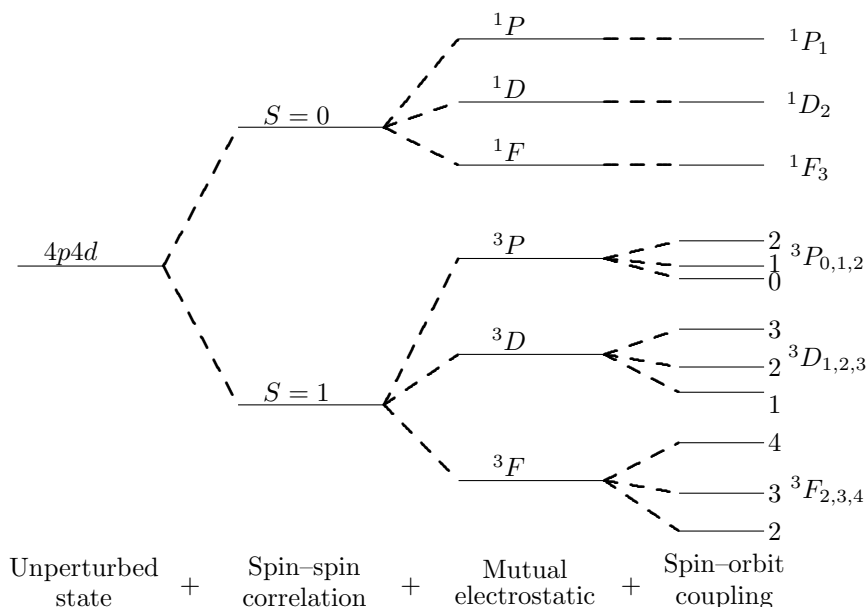 ¹P
¹P₁
¹D
S = 0
¹D₂
¹F
¹F₃
4p4d
³P
2
1
0
³P₀,₁,₂
3
³D
2
³D₁,₂,₃
S = 1
1
4
³F
3
³F₂,₃,₄
2
Unperturbed state + Spin–spin correlation + Mutual electrostatic + Spin–orbit coupling